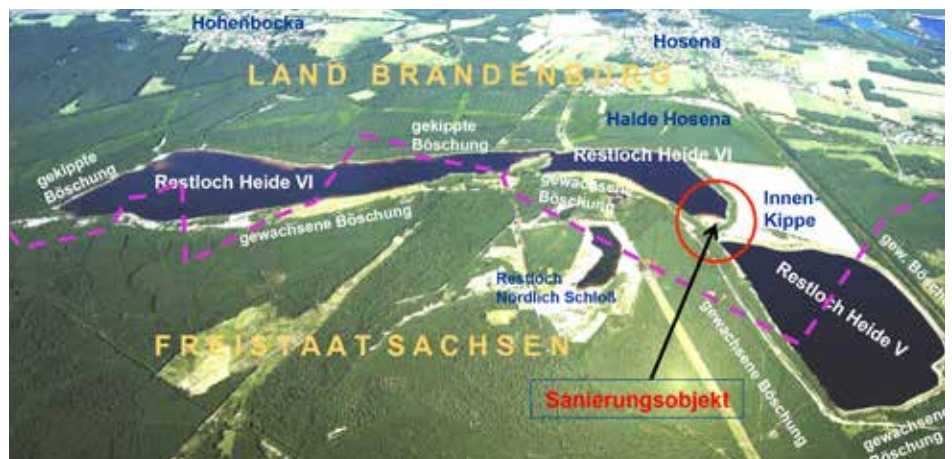 Hohenbocka
Hosena
LAND BRANDENBURG
Halde Hosena
gekippte
Böschung
gekippte
Böschung
Restloch Heide VI
Restloch Heide VI
gewachsene
Böschung
Innen-
Kippe
gewachsene Böschung
gew. Böschung
Restloch
Nördlich Schloß
Restloch Heide V
FREISTAAT SACHSEN
gewachsene Böschung
Sanierungsobjekt
gewachsene
Böschung